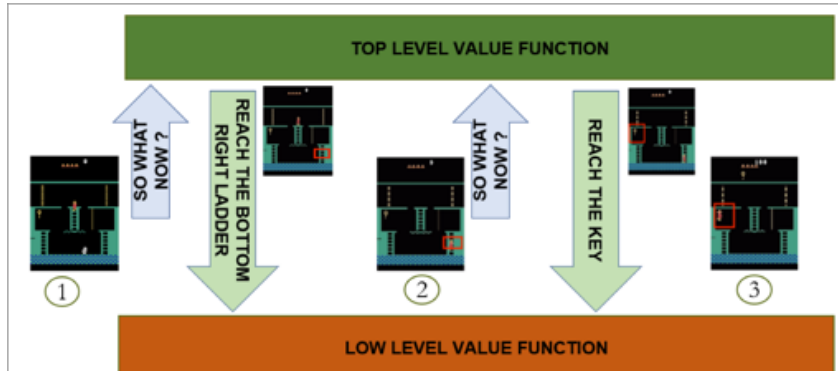 TOP LEVEL VALUE FUNCTION
SO WHAT
NOW ?
REACH THE BOTTOM
RIGHT LADDER
SO WHAT
NOW ?
REACH THE KEY
1
2
3
LOW LEVEL VALUE FUNCTION